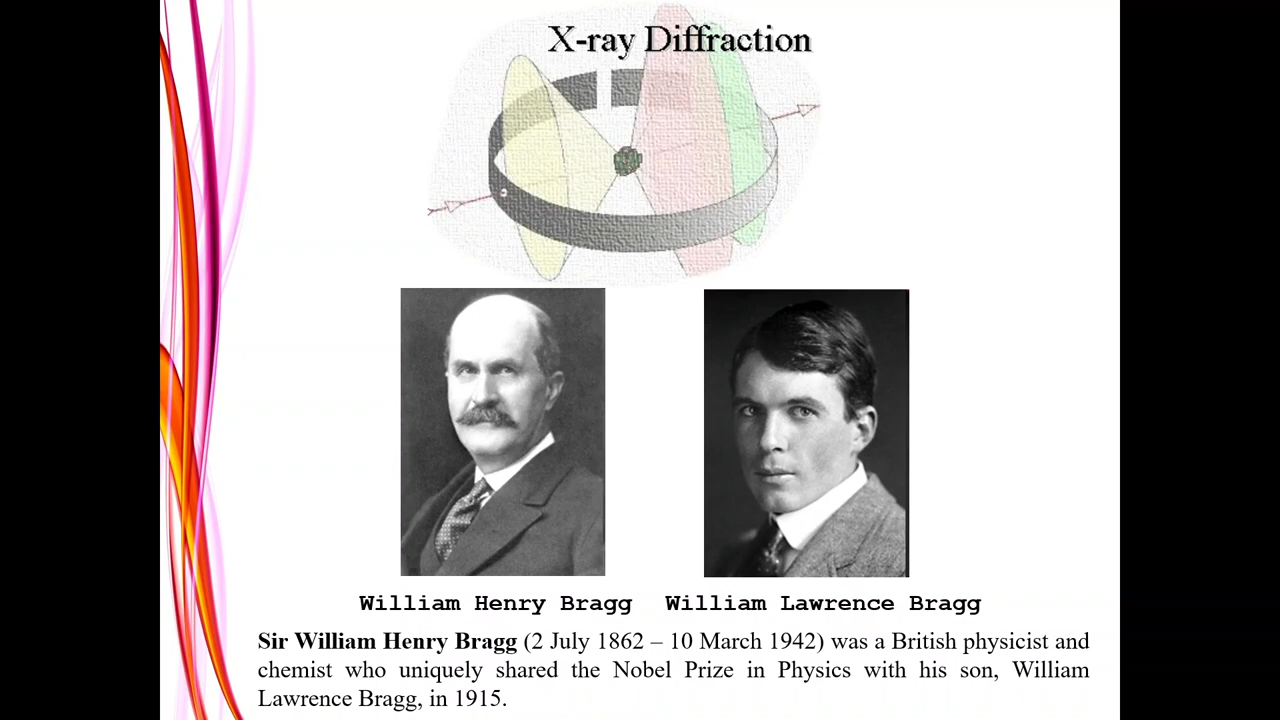 X-ray Diffraction
William Henry Bragg William Lawrence Bragg
Sir William Henry Bragg (2 July 1862 – 10 March 1942) was a British physicist and
chemist who uniquely shared the Nobel Prize in Physics with his son, William
Lawrence Bragg, in 1915.